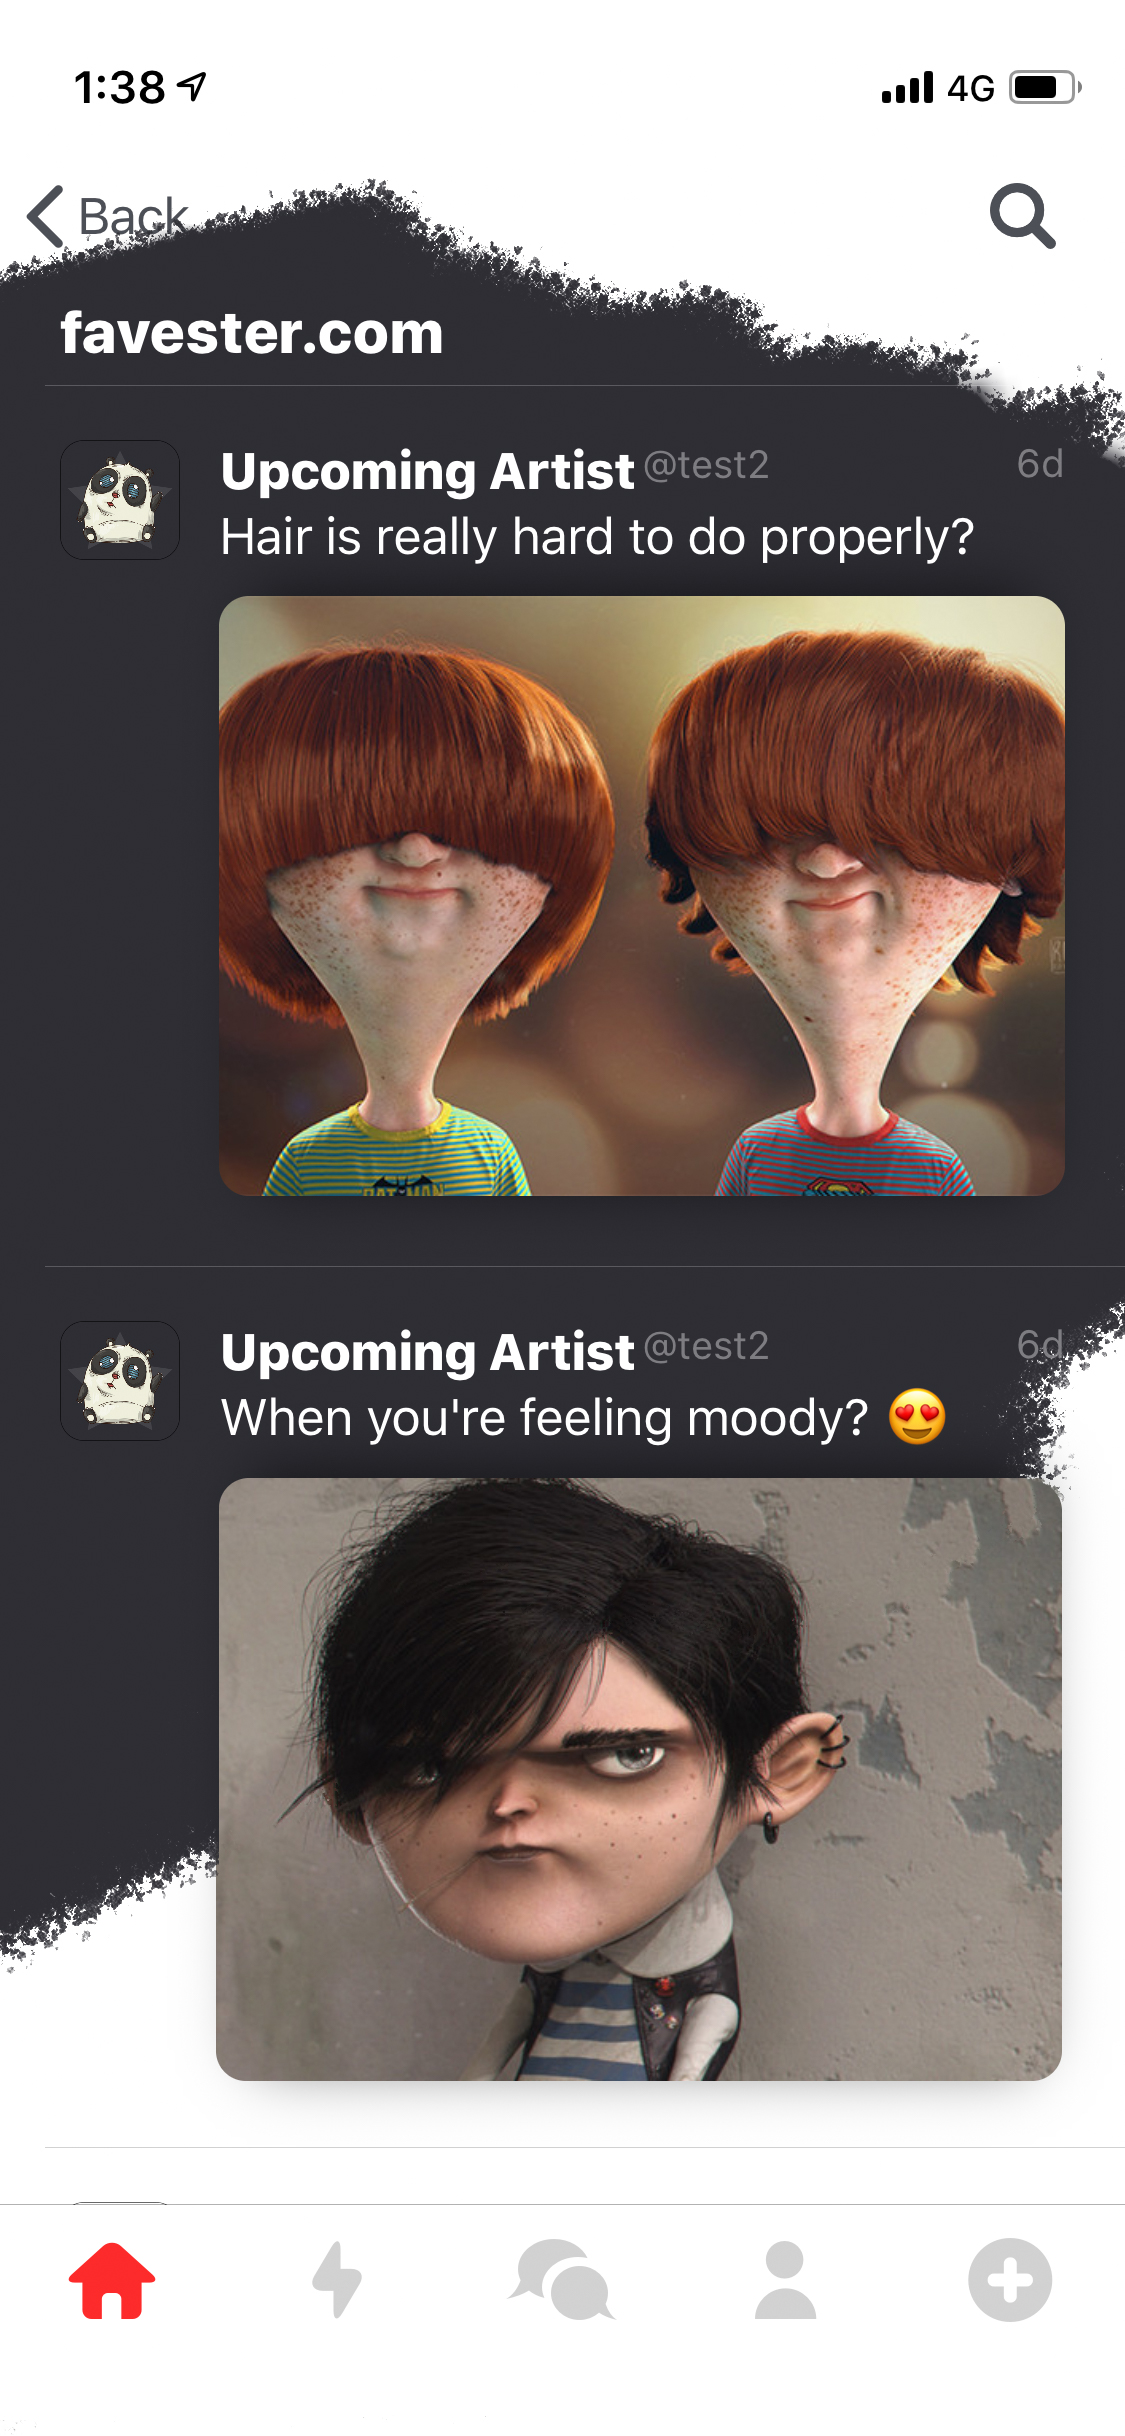 1:38
4G
Back
favester.com
Upcoming Artist @test2 6d
Hair is really hard to do properly?
BATMAN
Upcoming Artist @test2 6d
When you're feeling moody? 😍